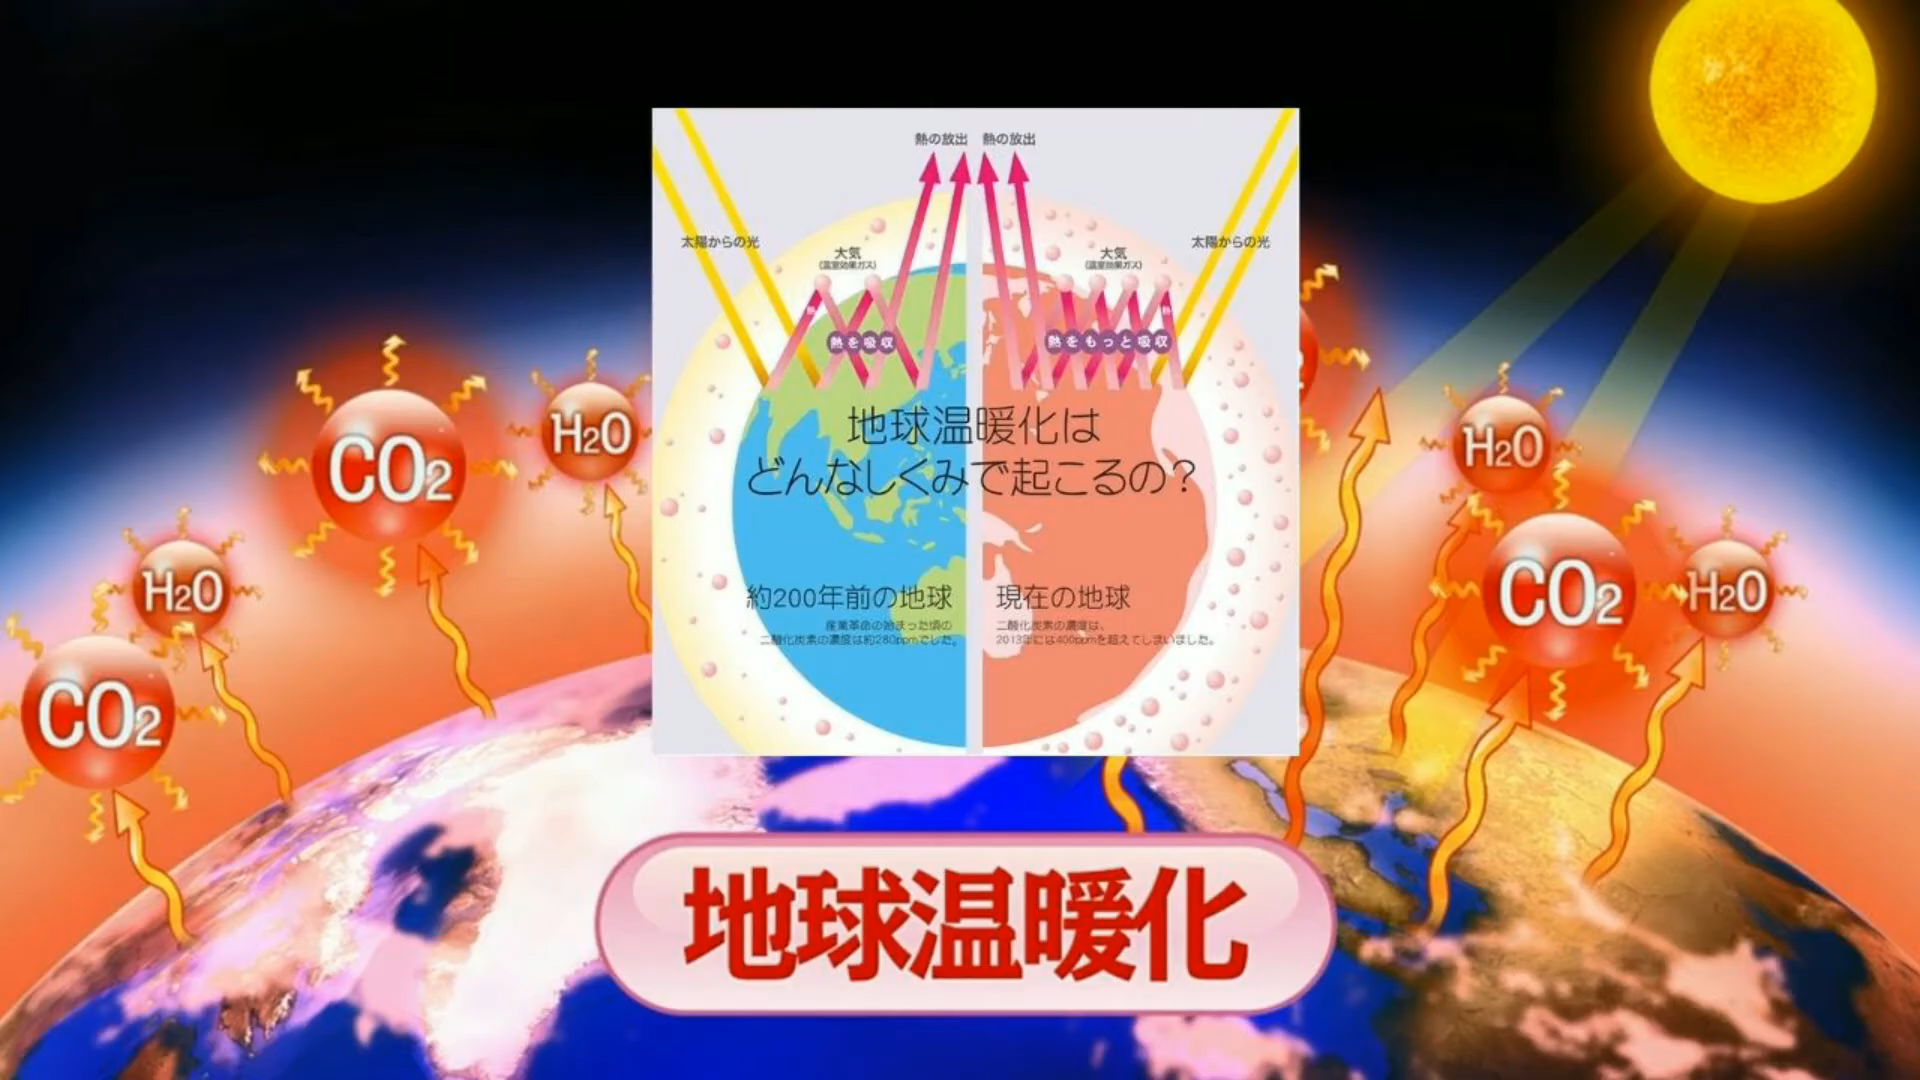 熱の放出 熱の放出
太陽からの光
大気
(温室効果ガス)
大気
(温室効果ガス)
太陽からの光
熱
熱
熱を吸収
熱をもっと吸収
地球温暖化は
どんなしくみで起こるの?
約200年前の地球
産業革命の始まった頃の
二酸化炭素の濃度は約280ppmでした。
現在の地球
二酸化炭素の濃度は、
2013年には400ppmを超えてしまいました。
CO2
H2O
H2O
CO2
H2O
CO2
H2O
地球温暖化